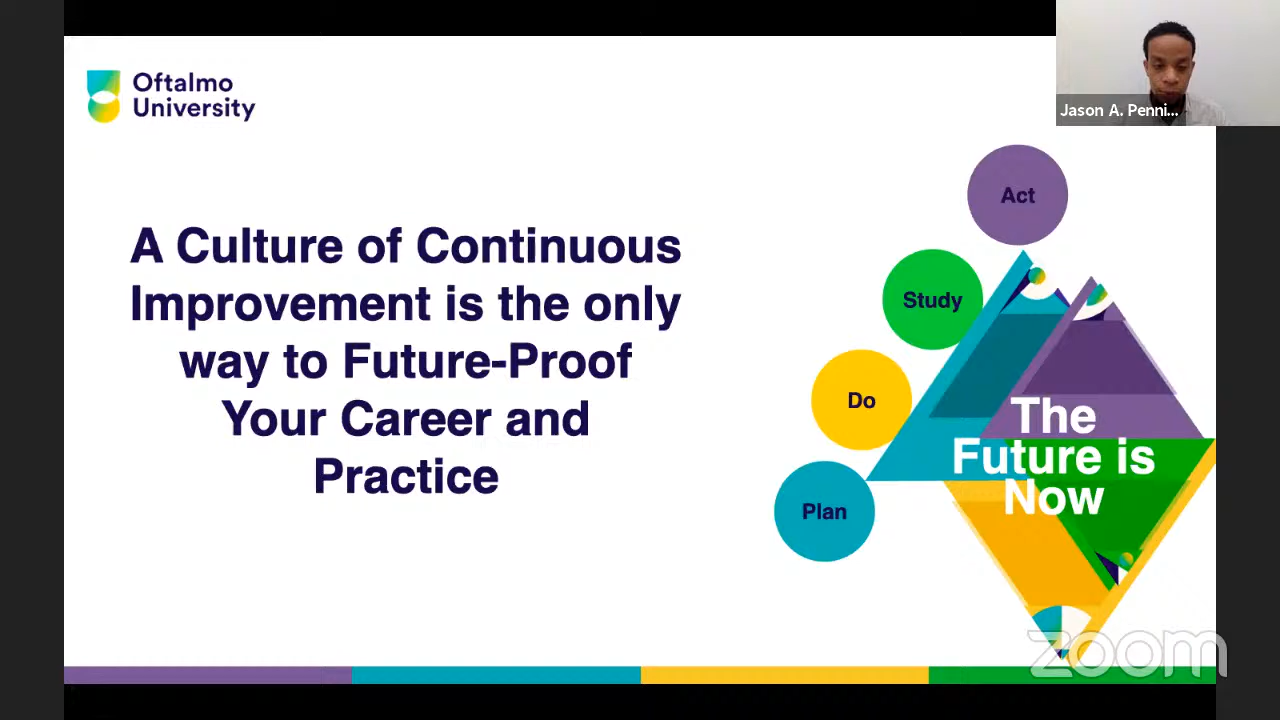 Oftalmo
University
Jason A. Penni...
A Culture of Continuous
Improvement is the only
way to Future-Proof
Your Career and
Practice
Act
Study
Do
Plan
The
Future is
Now
zoom